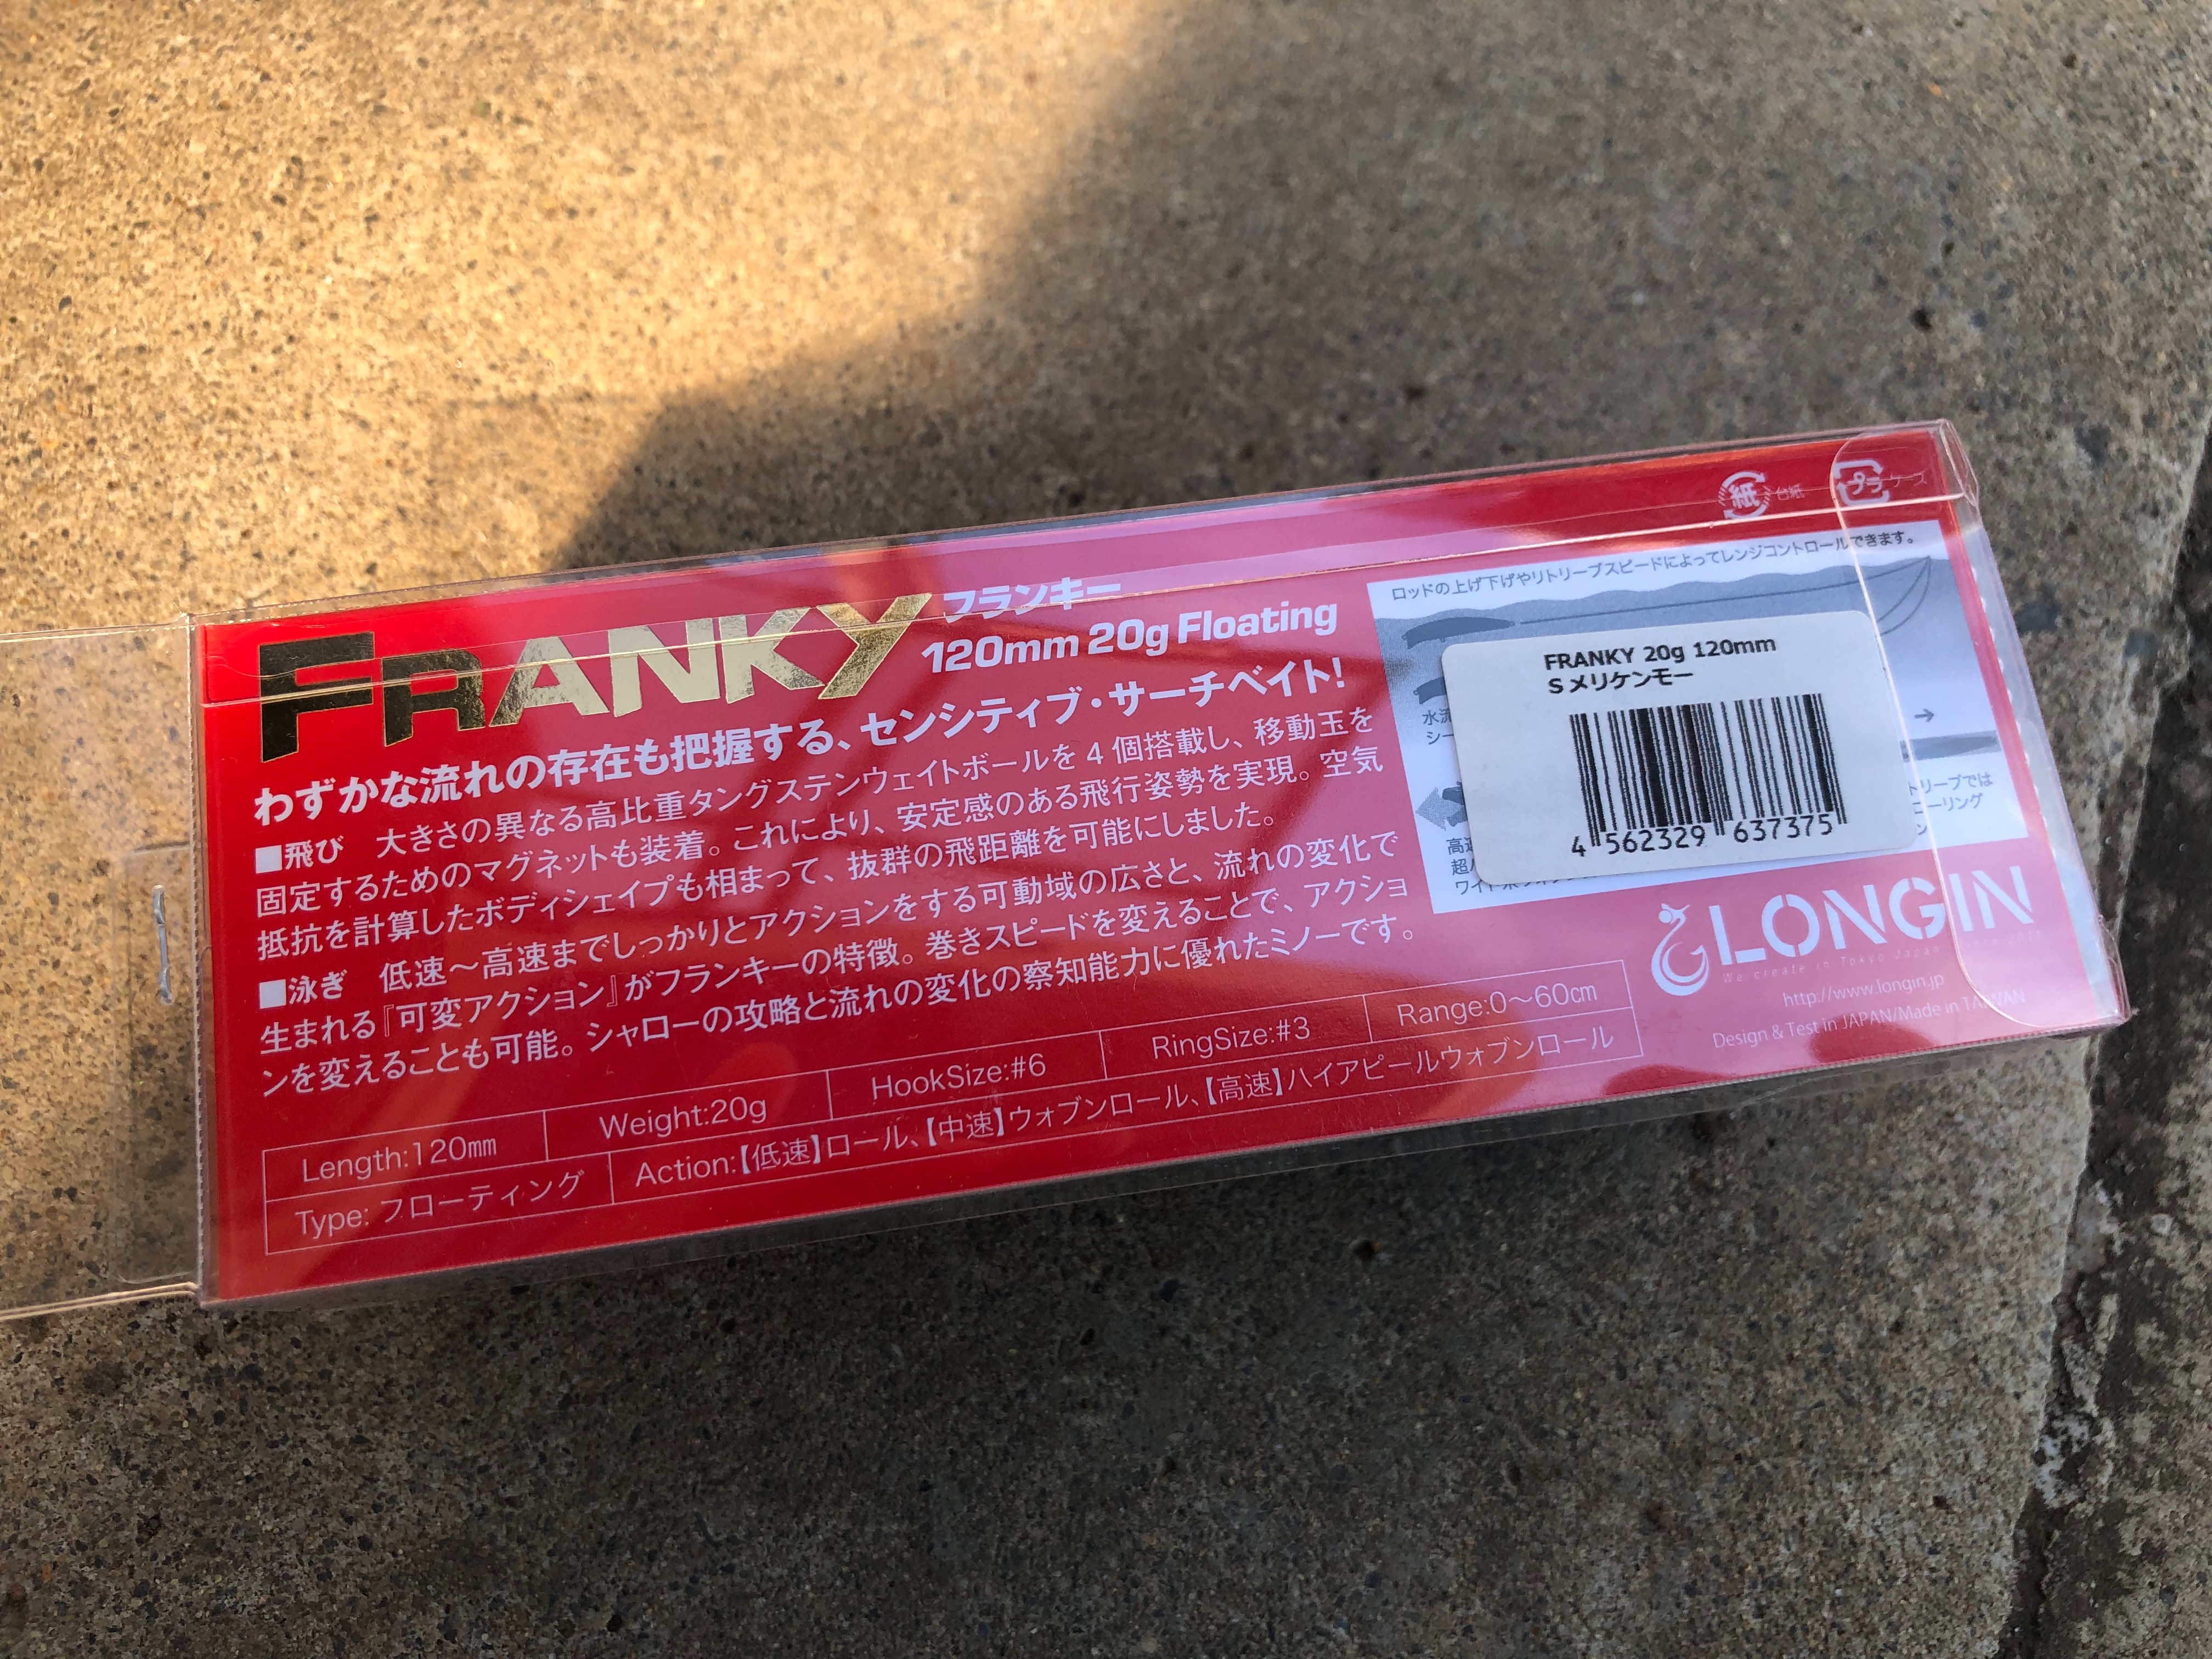 FRANKY フランキー
120mm 20g Floating
わずかな流れの存在も把握する、センシティブ・サーチベイト!
■飛び 大きさの異なる高比重タングステンウェイトボールを4個搭載し、移動玉を
固定するためのマグネットも装着。これにより、安定感のある飛行姿勢を実現。空気
抵抗を計算したボディシェイプも相まって、抜群の飛距離を可能にしました。
■泳ぎ 低速～高速までしっかりとアクションをする可動域の広さと、流れの変化で
生まれる『可変アクション』がフランキーの特徴。巻きスピードを変えることで、アクショ
ンを変えることも可能。シャローの攻略と流れの変化の察知能力に優れたミノーです。
Length:120mm Weight:20g HookSize:#6 RingSize:#3 Range:0～60cm
Type: フローティング Action:【低速】ロール、【中速】ウォブンロール、【高速】ハイアピールウォブンロール
紙 台紙 プラ ケース
ロッドの上げ下げやリトリーブスピードによってレンジコントロールできます。
水流
シー
→
高速
超
ワイド
トリーブでは
ーリング
FRANKY 20g 120mm
S メリケンモー
4 562329 637375
LONGIN
We create in Tokyo Japan
http://www.longin.jp
Design & Test in JAPAN/Made in TAIWAN